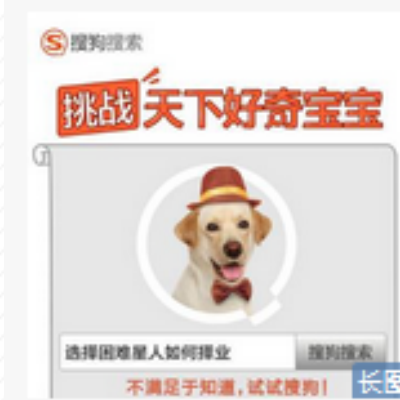 搜狗搜索
挑战天下好奇宝宝
选择困难星人如何择业 搜狗搜索
不满足于知道，试试搜狗！
长图